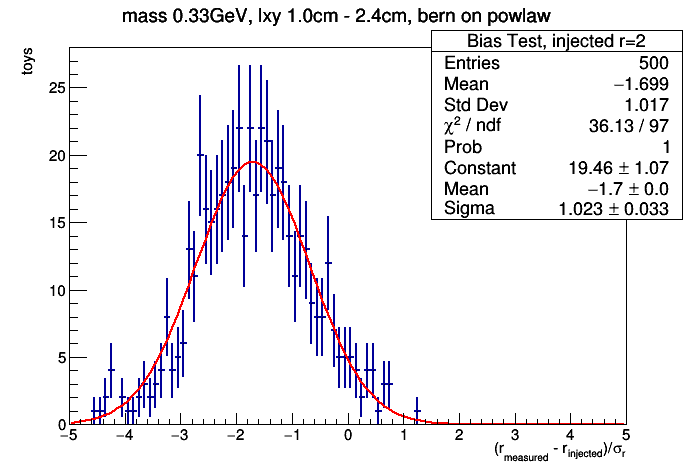 mass 0.33GeV, lxy 1.0cm - 2.4cm, bern on powlaw
toys
Bias Test, injected r=2
Entries 500
Mean −1.699
Std Dev 1.017
χ² / ndf 36.13 / 97
Prob 1
Constant 19.46 ± 1.07
Mean −1.7 ± 0.0
Sigma 1.023 ± 0.033
25
20
15
10
5
0
−5 −4 −3 −2 −1 0 1 2 3 4 5
(r_measured - r_injected)/σ_r